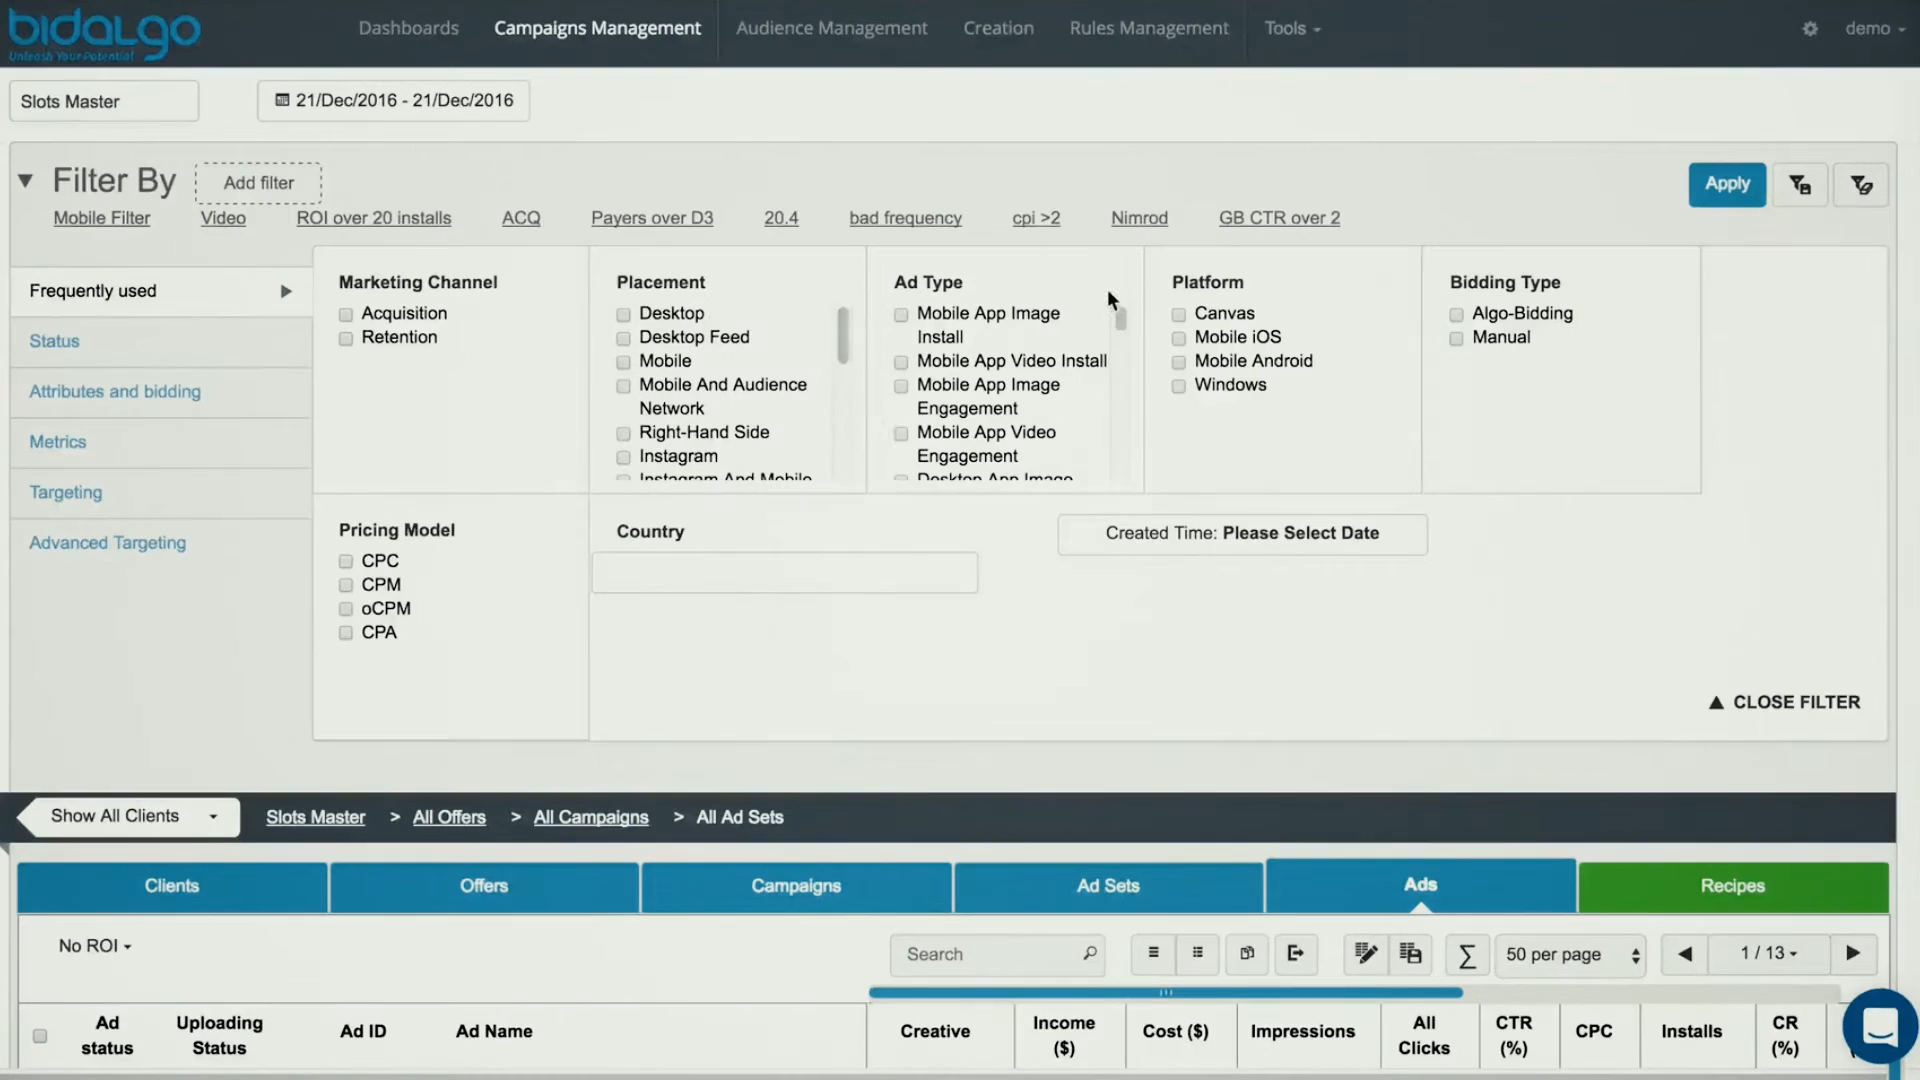 bidalgo
Unleash Your Potential
Dashboards Campaigns Management Audience Management Creation Rules Management Tools demo
Slots Master 21/Dec/2016 - 21/Dec/2016
Filter By Add filter Apply
Mobile Filter Video ROI over 20 installs ACQ Payers over D3 20.4 bad frequency cpi >2 Nimrod GB CTR over 2
Frequently used
Status
Attributes and bidding
Metrics
Targeting
Advanced Targeting
Marketing Channel
Acquisition
Retention
Placement
Desktop
Desktop Feed
Mobile
Mobile And Audience
Network
Right-Hand Side
Instagram
Instagram And Mobile
Ad Type
Mobile App Image
Install
Mobile App Video Install
Mobile App Image
Engagement
Mobile App Video
Engagement
Desktop App Image
Platform
Canvas
Mobile iOS
Mobile Android
Windows
Bidding Type
Algo-Bidding
Manual
Pricing Model
CPC
CPM
oCPM
CPA
Country
Created Time: Please Select Date
CLOSE FILTER
Show All Clients Slots Master > All Offers > All Campaigns > All Ad Sets
Clients Offers Campaigns Ad Sets Ads Recipes
No ROI Search 50 per page 1 / 13
Ad status
Uploading Status
Ad ID
Ad Name
Creative
Income ($)
Cost ($)
Impressions
All Clicks
CTR (%)
CPC
Installs
CR (%)